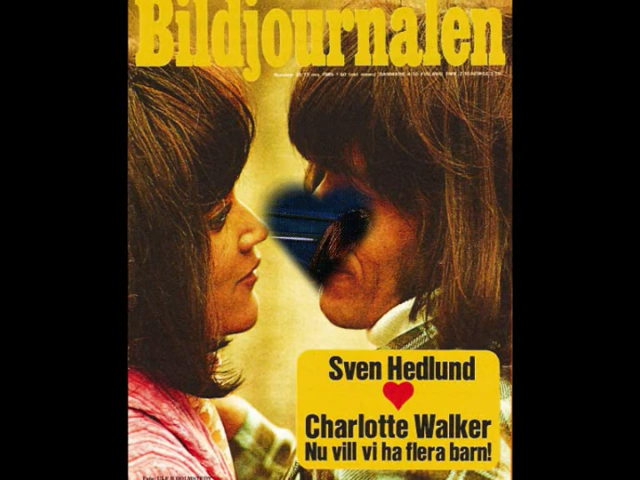 Bildjournalen
Sven Hedlund
Charlotte Walker
Nu vill vi ha flera barn!